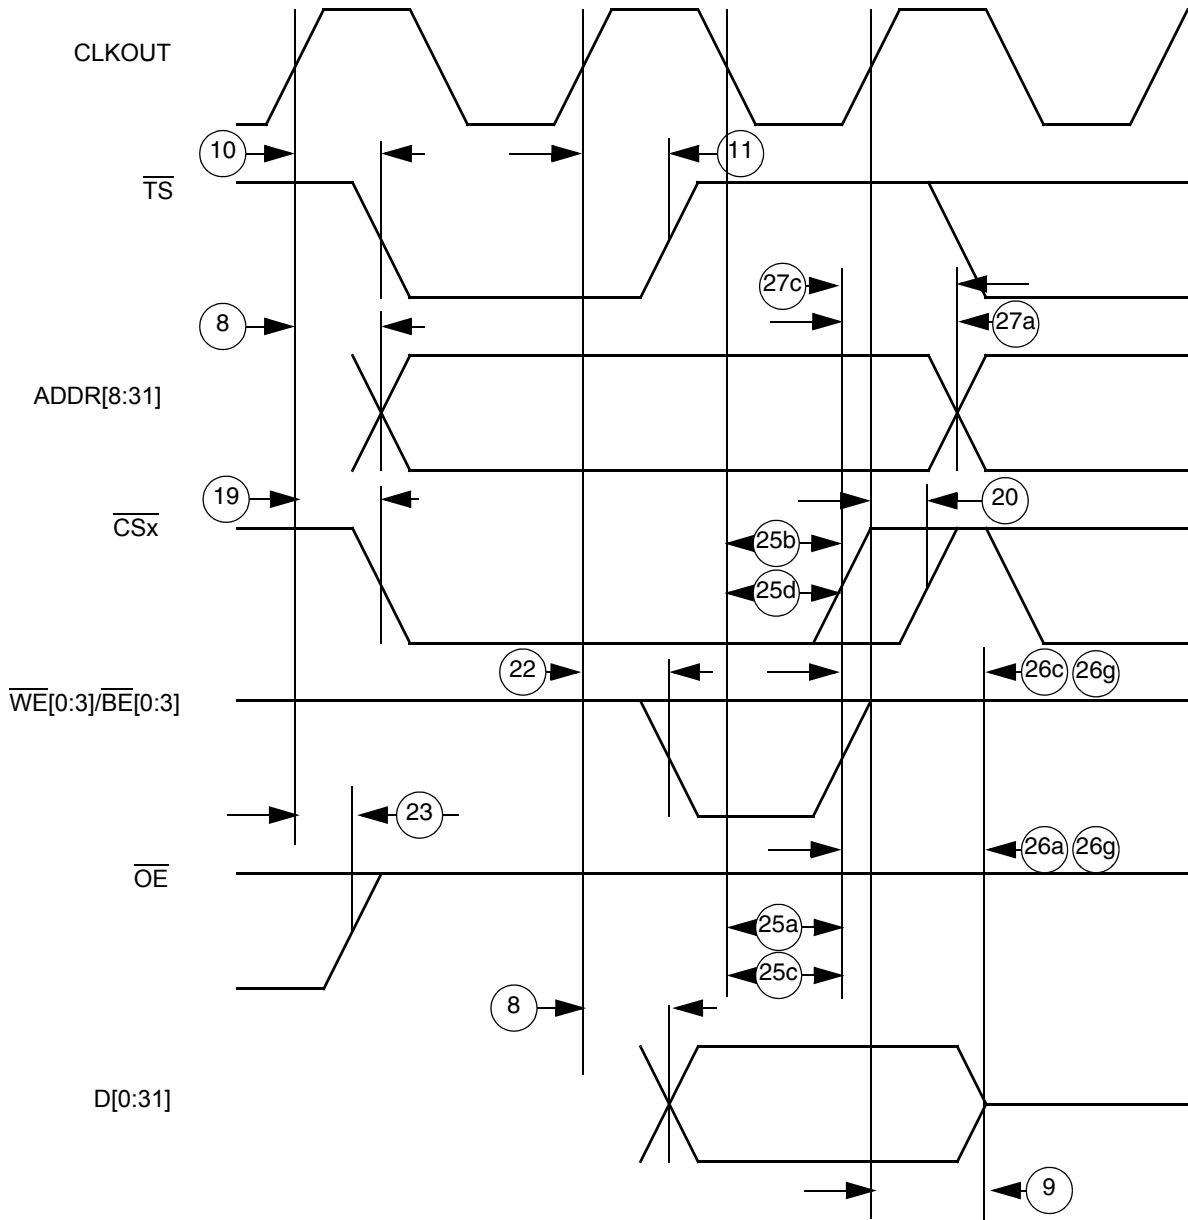 CLKOUT
10
11
TS
27c
8
27a
ADDR[8:31]
19
20
CSx
25b
25d
22
26c 26g
WE[0:3]/BE[0:3]
23
26a 26g
OE
25a
25c
8
D[0:31]
9